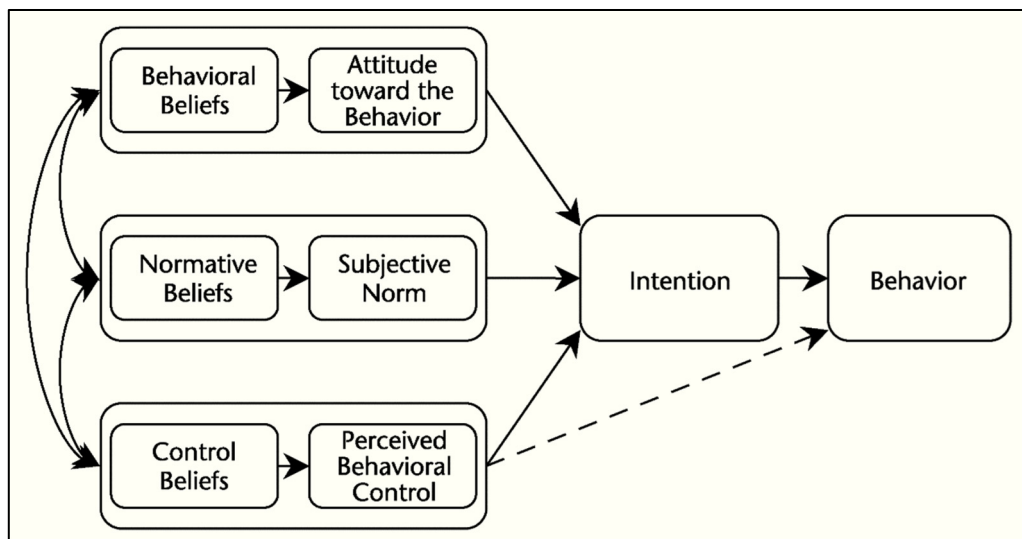 Behavioral
Beliefs
Attitude
toward the
Behavior
Normative
Beliefs
Subjective
Norm
Intention
Behavior
Control
Beliefs
Perceived
Behavioral
Control